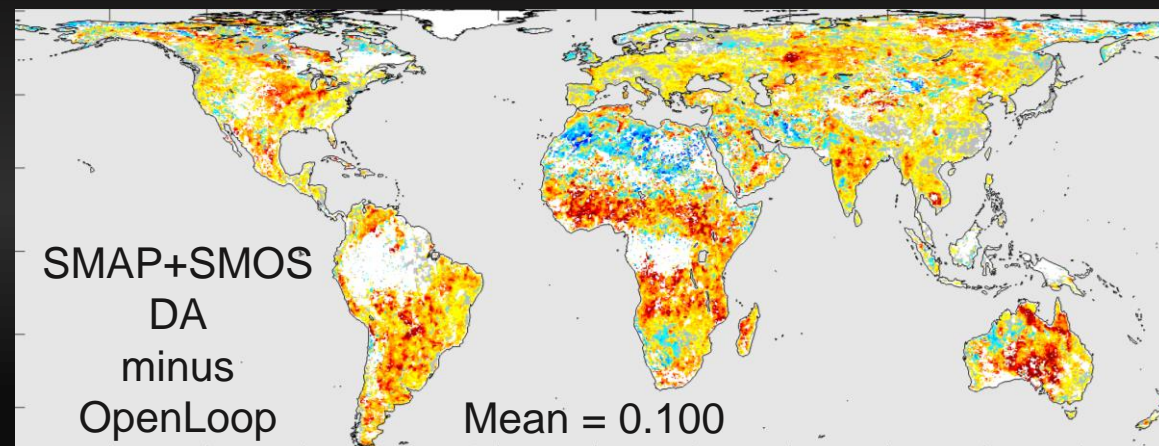 SMAP+SMOS
DA
minus
OpenLoop
Mean = 0.100